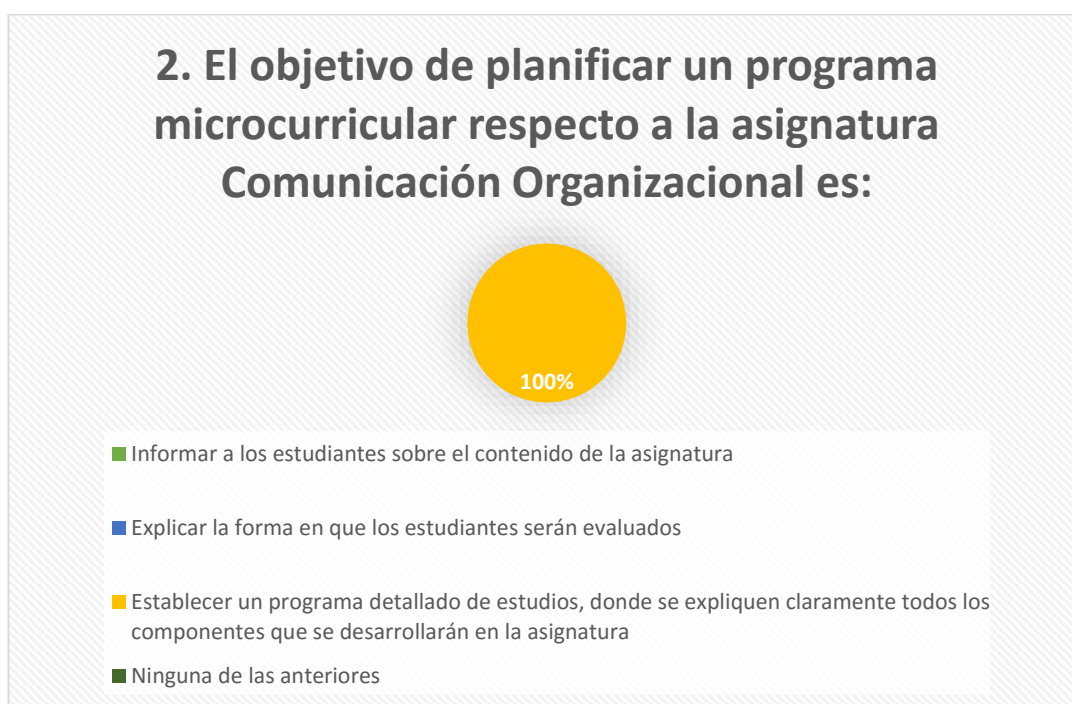 2. El objetivo de planificar un programa
microcurricular respecto a la asignatura
Comunicación Organizacional es:
100%
Informar a los estudiantes sobre el contenido de la asignatura
Explicar la forma en que los estudiantes serán evaluados
Establecer un programa detallado de estudios, donde se expliquen claramente todos los
componentes que se desarrollarán en la asignatura
Ninguna de las anteriores